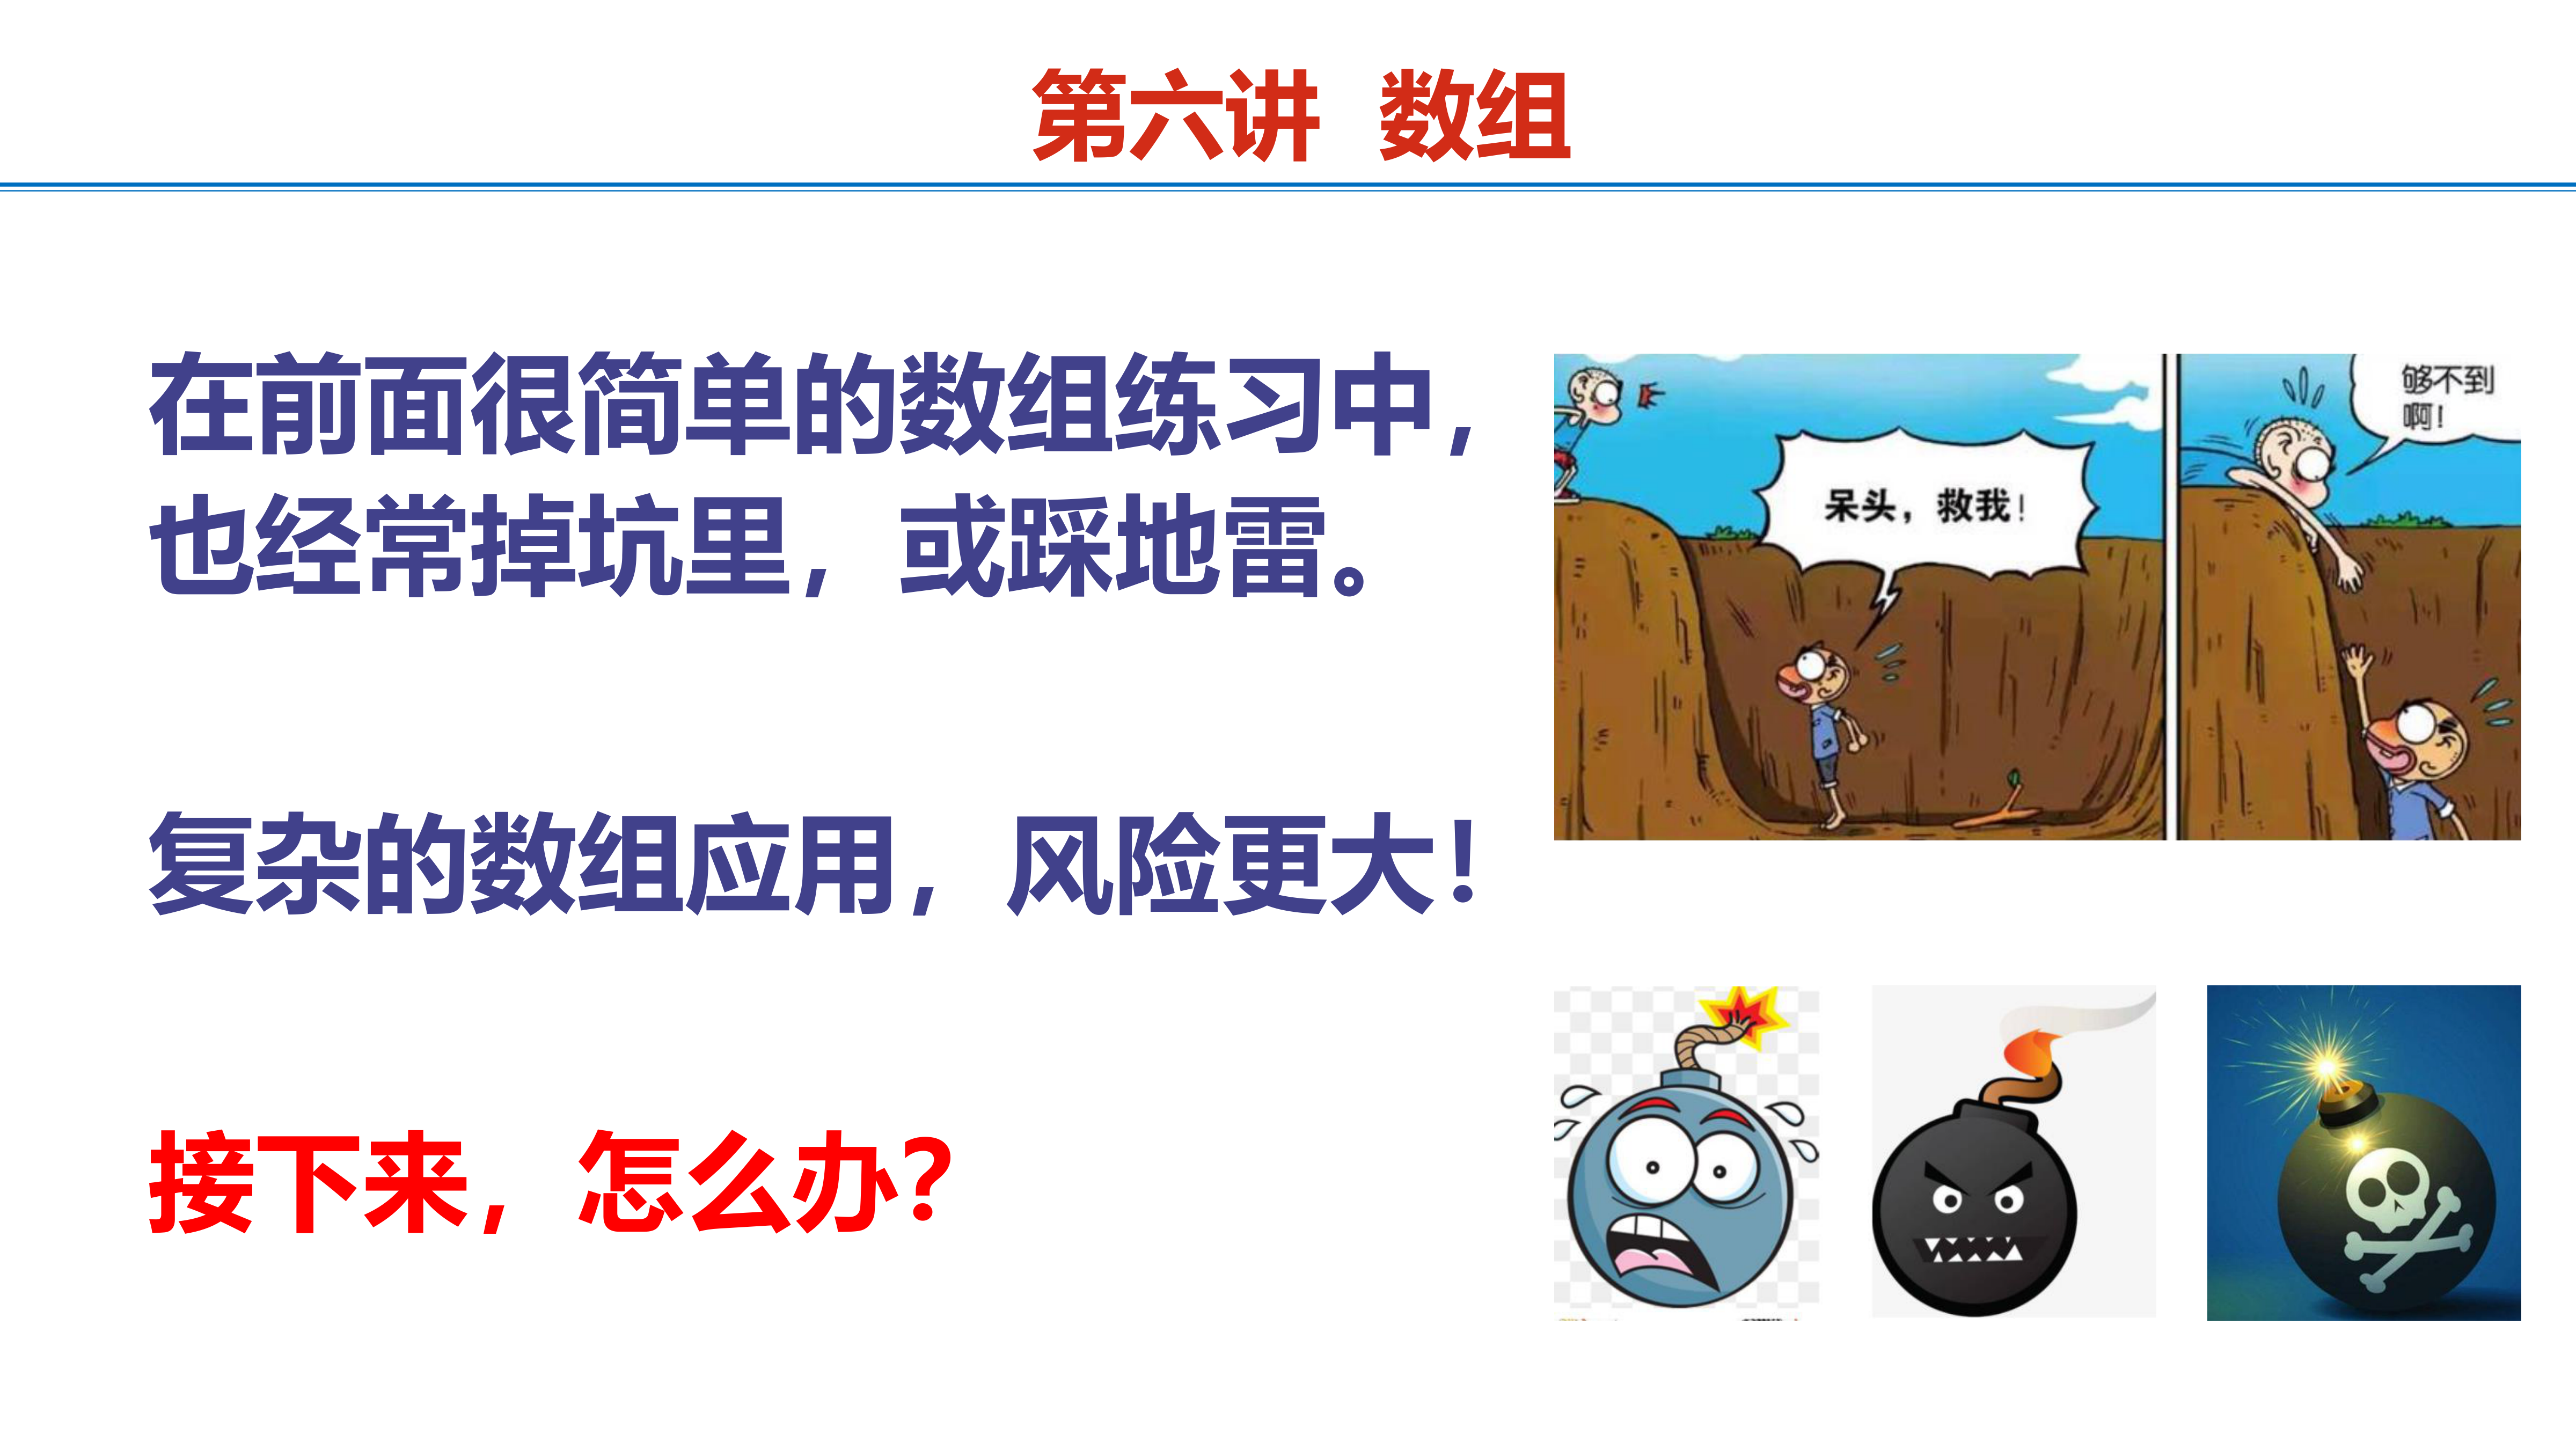 第六讲 数组
在前面很简单的数组练习中，
也经常掉坑里，或踩地雷。
复杂的数组应用，风险更大！
接下来，怎么办？
呆头，救我！
够不到
啊！